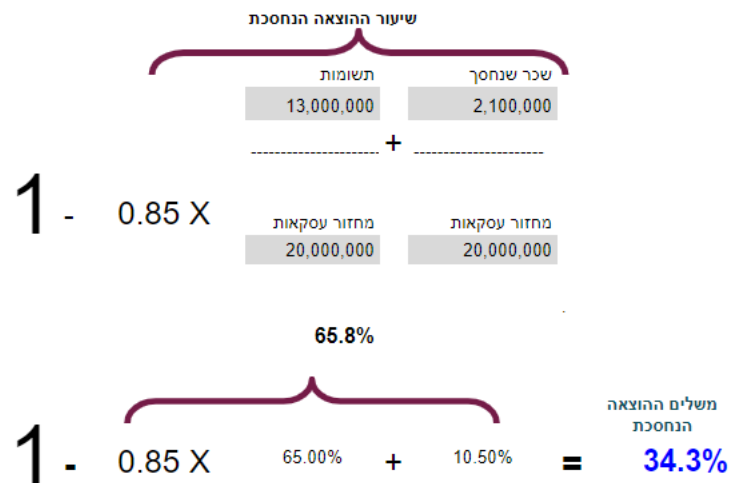 שיעור ההוצאה הנחסכת
תשומות שכר שנחסך
13,000,000 2,100,000
---------------------- + ----------------------
1 - 0.85 X
מחזור עסקאות מחזור עסקאות
20,000,000 20,000,000
65.8%
משלים ההוצאה
הנחסכת
1 - 0.85 X 65.00% + 10.50% = 34.3%